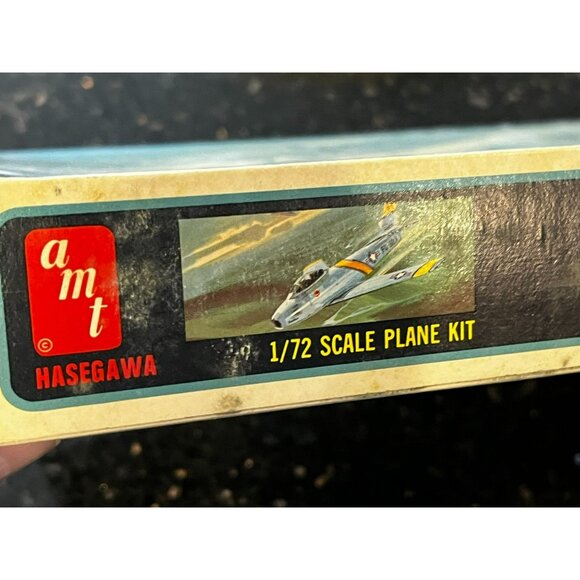 amt
©
HASEGAWA
1/72 SCALE PLANE KIT